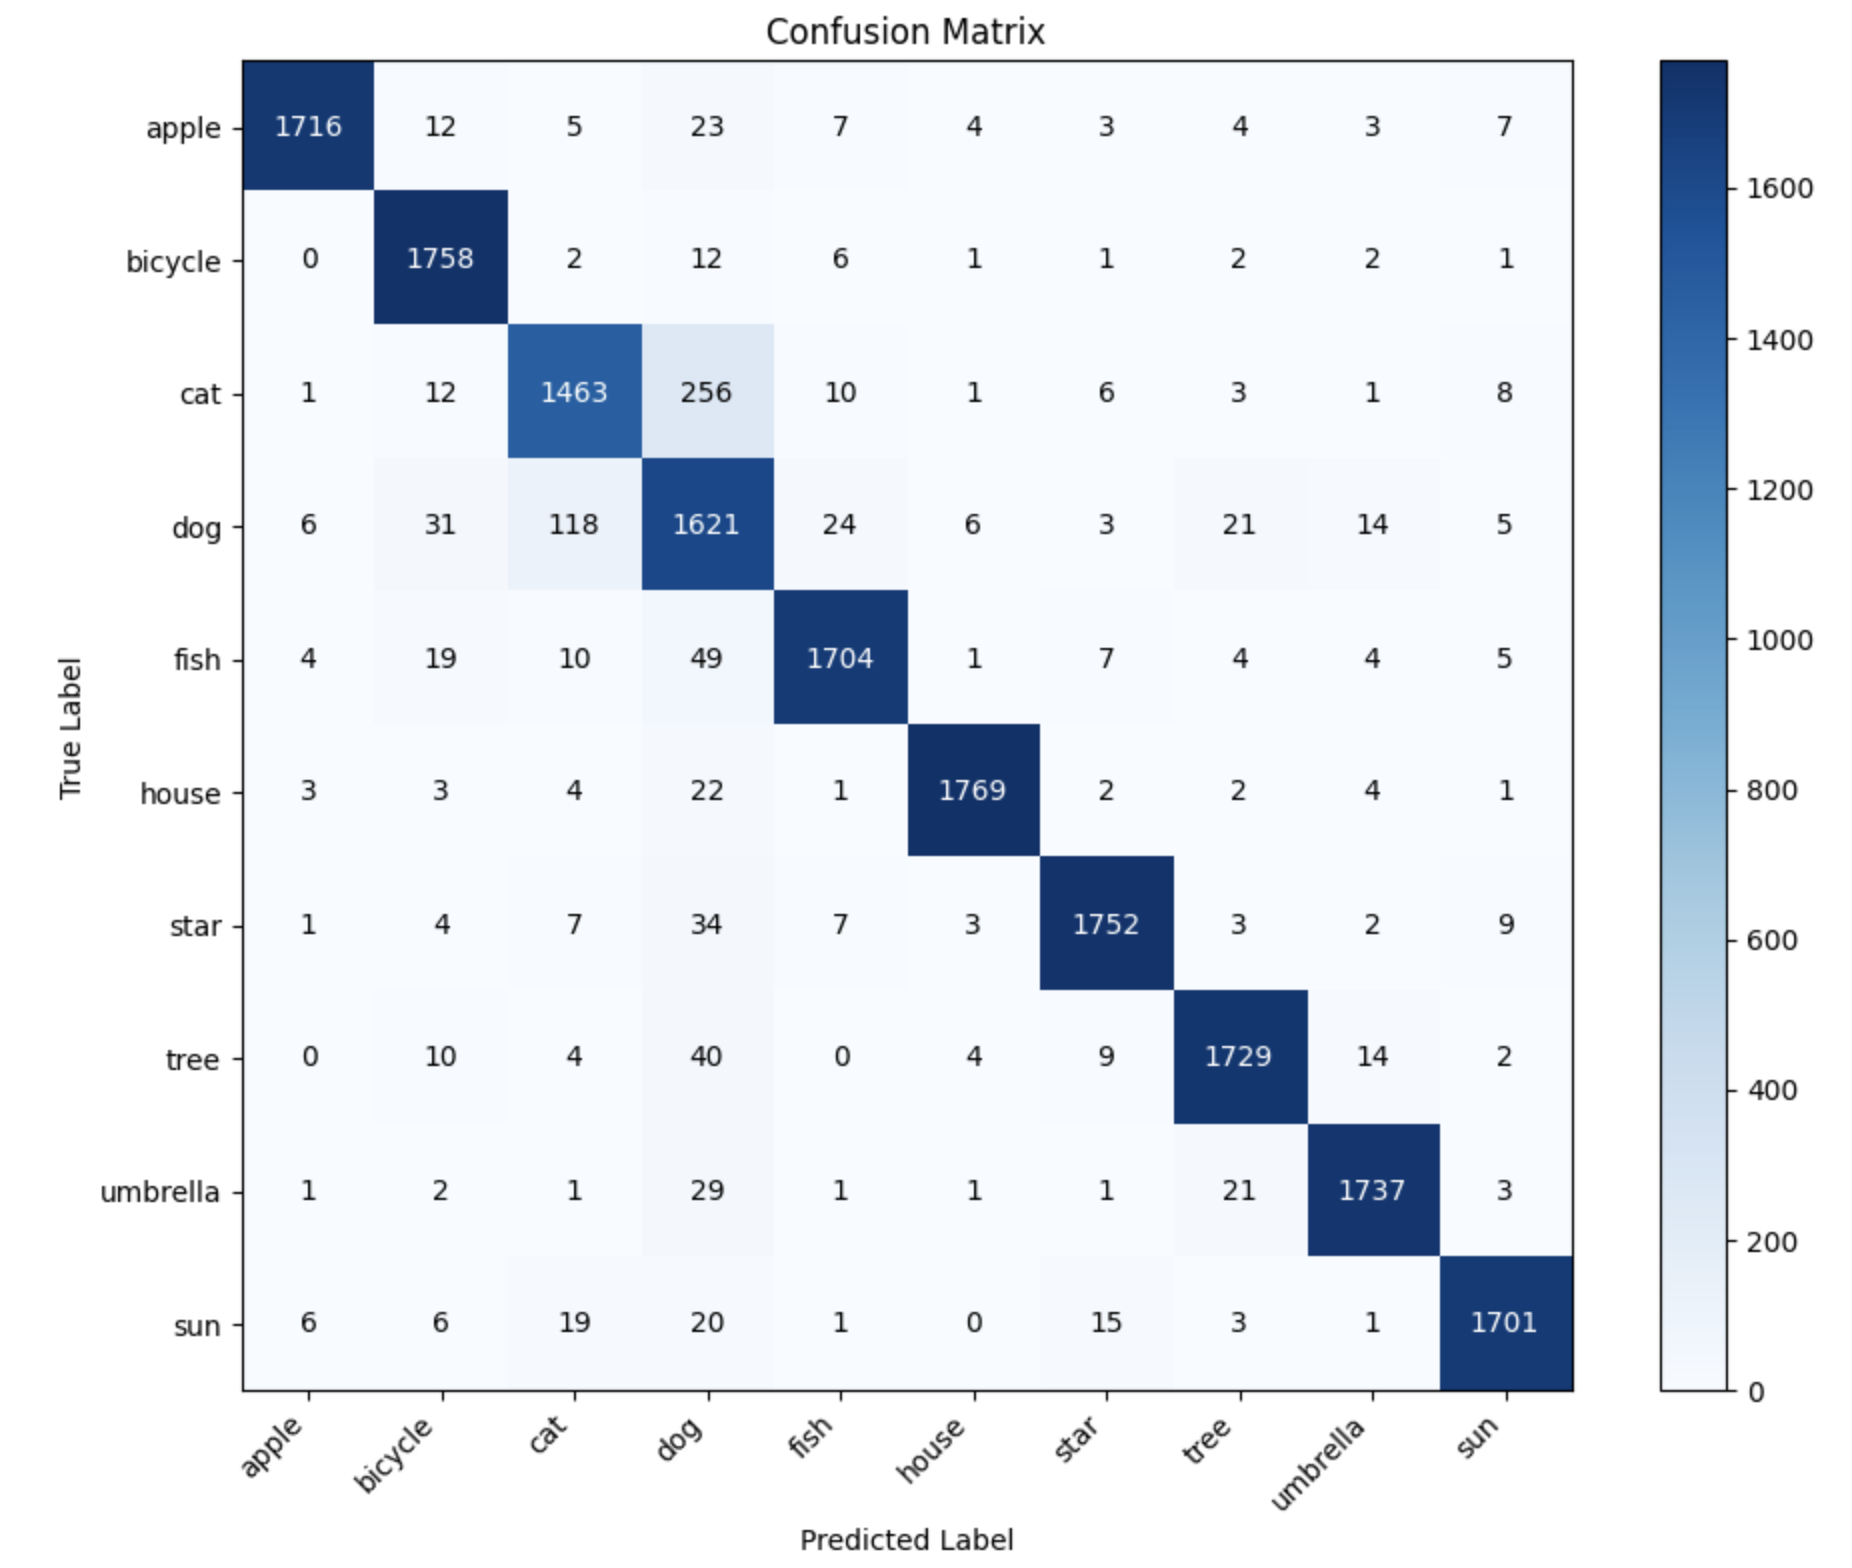 Confusion Matrix
apple 1716 12 5 23 7 4 3 4 3 7
bicycle 0 1758 2 12 6 1 1 2 2 1
cat 1 12 1463 256 10 1 6 3 1 8
dog 6 31 118 1621 24 6 3 21 14 5
fish 4 19 10 49 1704 1 7 4 4 5
house 3 3 4 22 1 1769 2 2 4 1
star 1 4 7 34 7 3 1752 3 2 9
tree 0 10 4 40 0 4 9 1729 14 2
umbrella 1 2 1 29 1 1 1 21 1737 3
sun 6 6 19 20 1 0 15 3 1 1701
apple bicycle cat dog fish house star tree umbrella sun
Predicted Label
True Label
1600
1400
1200
1000
800
600
400
200
0